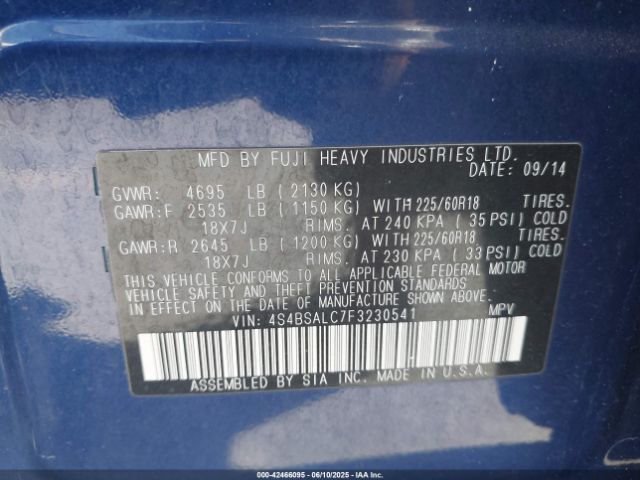 MFD BY FUJI HEAVY INDUSTRIES LTD.
DATE: 09/14
GVWR: 4695 LB (2130 KG)
GAWR:F 2535 LB (1150 KG) WITH 225/60R18 TIRES.
18X7J RIMS. AT 240 KPA (35 PSI) COLD
GAWR:R 2645 LB (1200 KG) WITH 225/60R18 TIRES.
18X7J RIMS. AT 230 KPA (33 PSI) COLD
THIS VEHICLE CONFORMS TO ALL APPLICABLE FEDERAL MOTOR
VEHICLE SAFETY AND THEFT PREVENTION STANDARDS
IN EFFECT ON THE DATE OF MANUFACTURE SHOWN ABOVE.
VIN: 4S4BSALC7F3230541 MPV
ASSEMBLED BY SIA INC. MADE IN U.S.A.
000-42466095 - 06/10/2025 - IAAI.COM